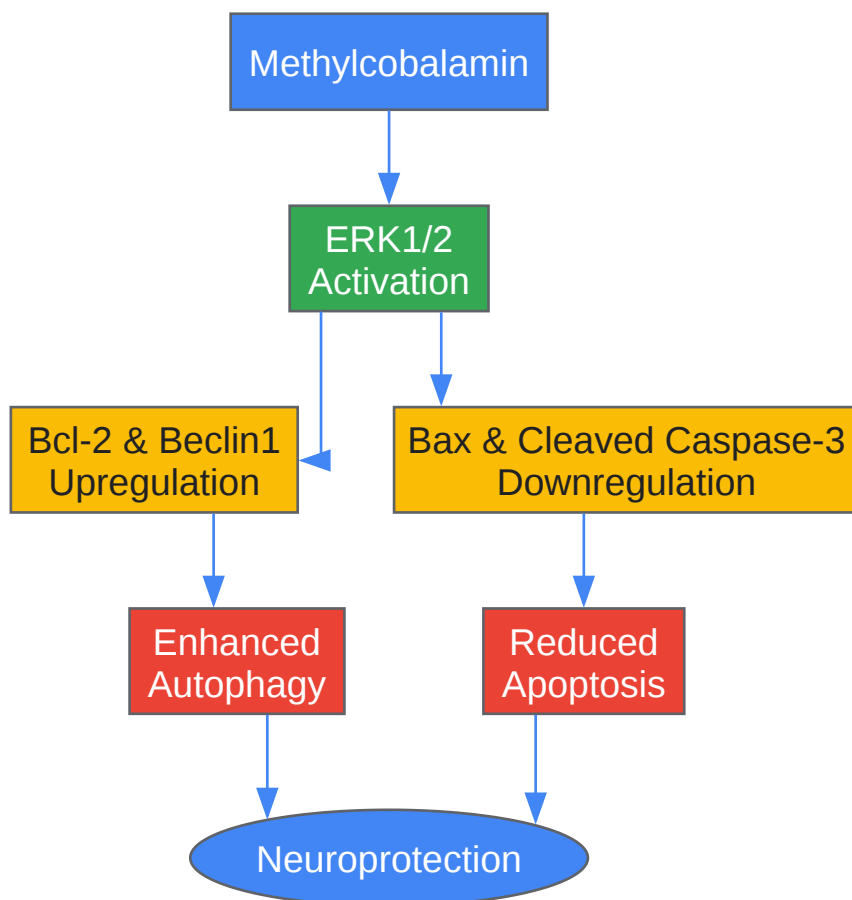 Methylcobalamin
ERK1/2
Activation
Bcl-2 & Beclin1
Upregulation
Bax & Cleaved Caspase-3
Downregulation
Enhanced
Autophagy
Reduced
Apoptosis
Neuroprotection